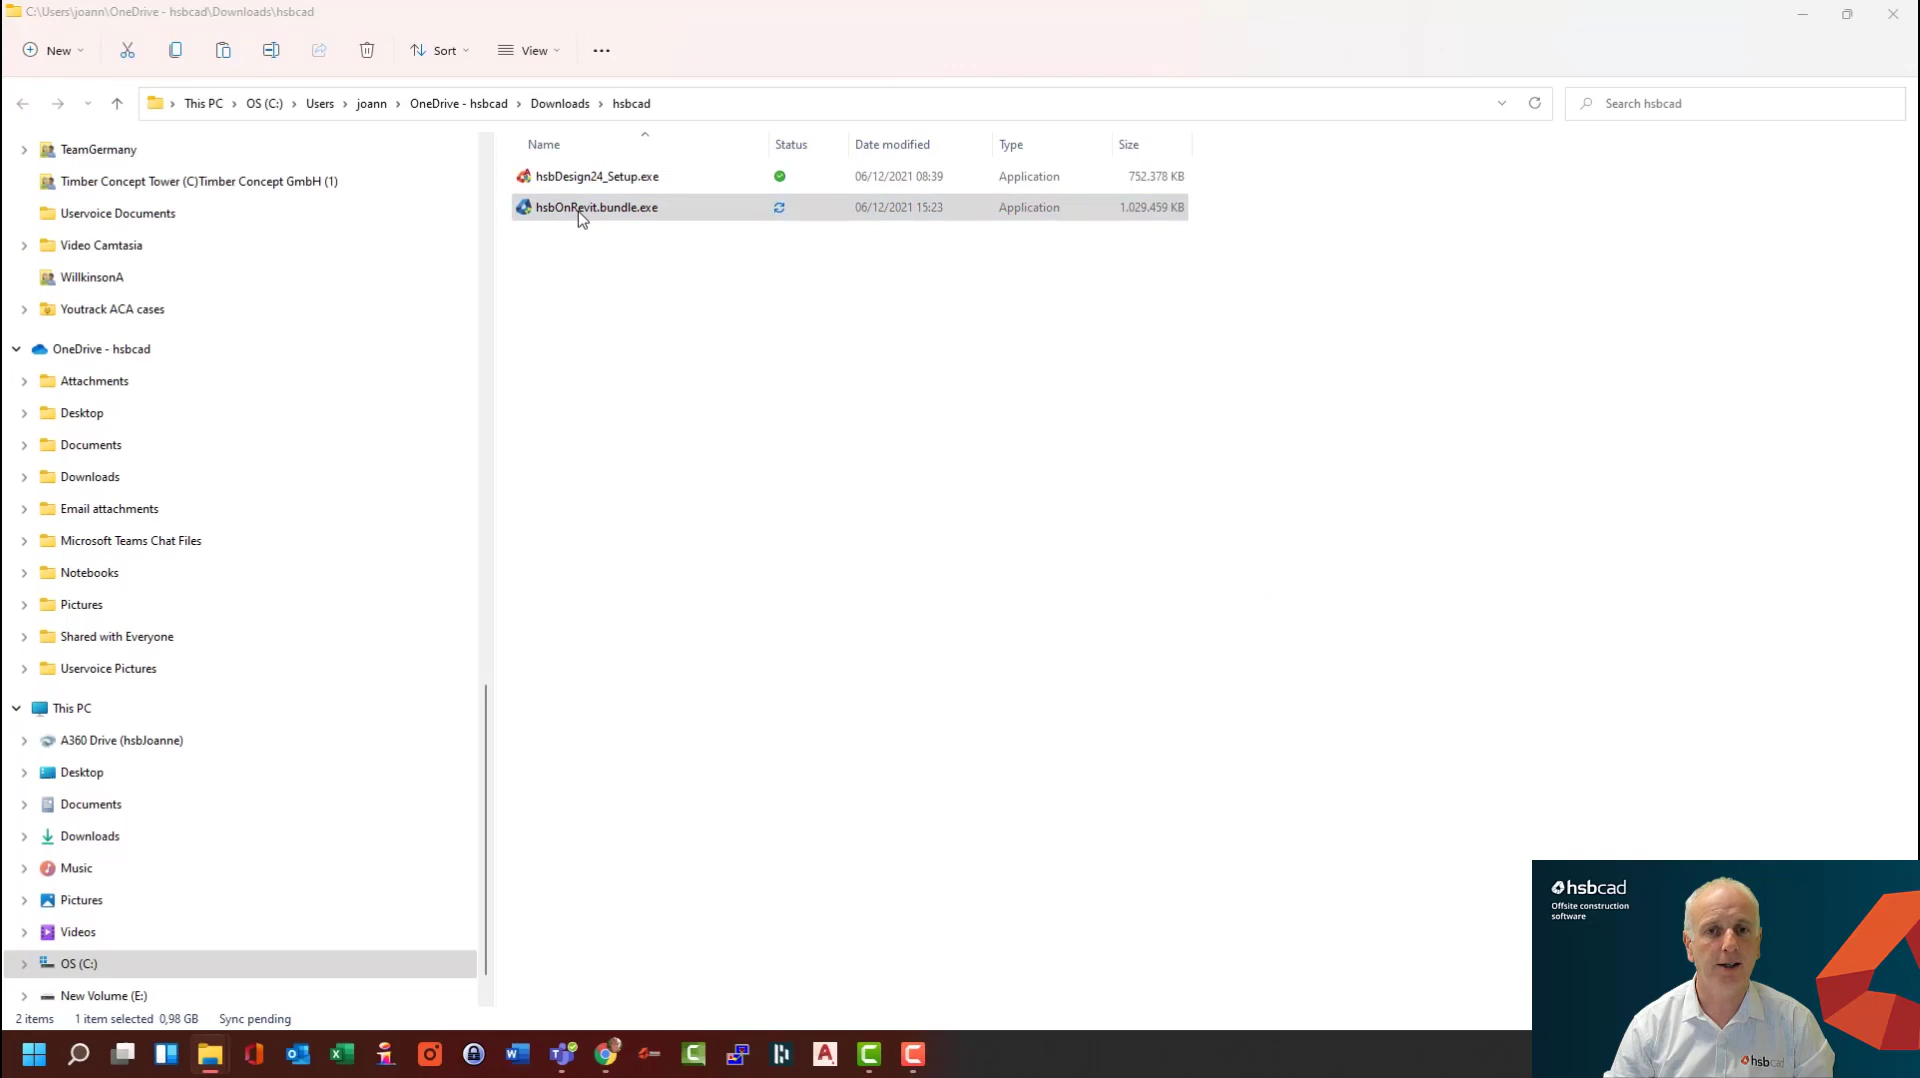 C:\Users\joann\OneDrive - hsbcad\Downloads\hsbcad
New
Sort
View
This PC
OS (C:)
Users
joann
OneDrive - hsbcad
Downloads
hsbcad
Search hsbcad
TeamGermany
Timber Concept Tower (C)Timber Concept GmbH (1)
Uservoice Documents
Video Camtasia
WillkinsonA
Youtrack ACA cases
OneDrive - hsbcad
Attachments
Desktop
Documents
Downloads
Email attachments
Microsoft Teams Chat Files
Notebooks
Pictures
Shared with Everyone
Uservoice Pictures
This PC
A360 Drive (hsbJoanne)
Desktop
Documents
Downloads
Music
Pictures
Videos
OS (C:)
New Volume (E:)
Name Status Date modified Type Size
hsbDesign24_Setup.exe 06/12/2021 08:39 Application 752.378 KB
hsbOnRevit.bundle.exe 06/12/2021 15:23 Application 1.029.459 KB
2 items 1 item selected 0,98 GB Sync pending
hsbcad
Offsite construction
software
hsbcad